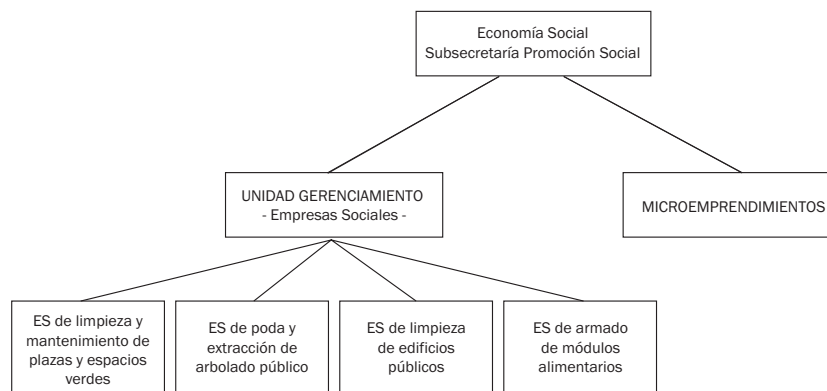 Economía Social
Subsecretaría Promoción Social
UNIDAD GERENCIAMIENTO
- Empresas Sociales -
MICROEMPRENDIMIENTOS
ES de limpieza y
mantenimiento de
plazas y espacios
verdes
ES de poda y
extracción de
arbolado público
ES de limpieza
de edificios
públicos
ES de armado
de módulos
alimentarios